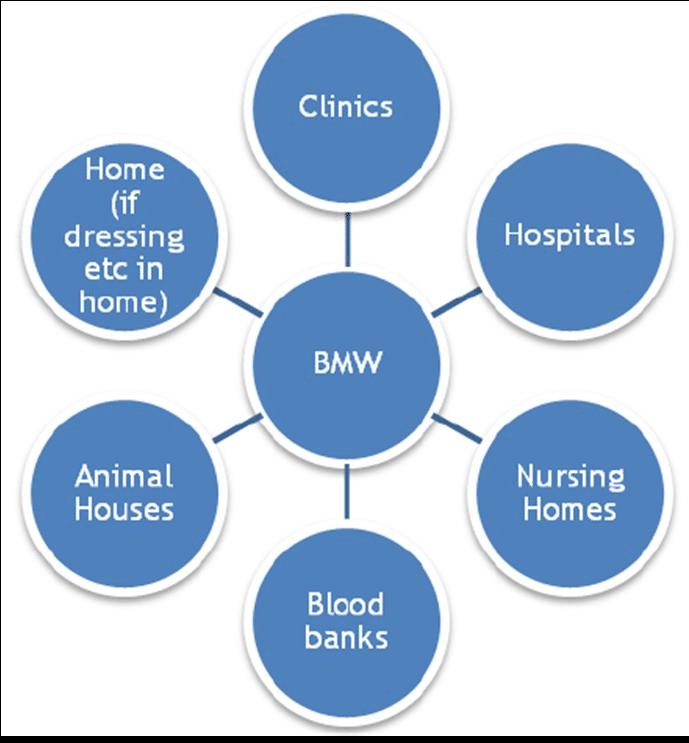 Clinics
Hospitals
Nursing
Homes
Blood
banks
Animal
Houses
Home
(if
dressing
etc in
home)
BMW